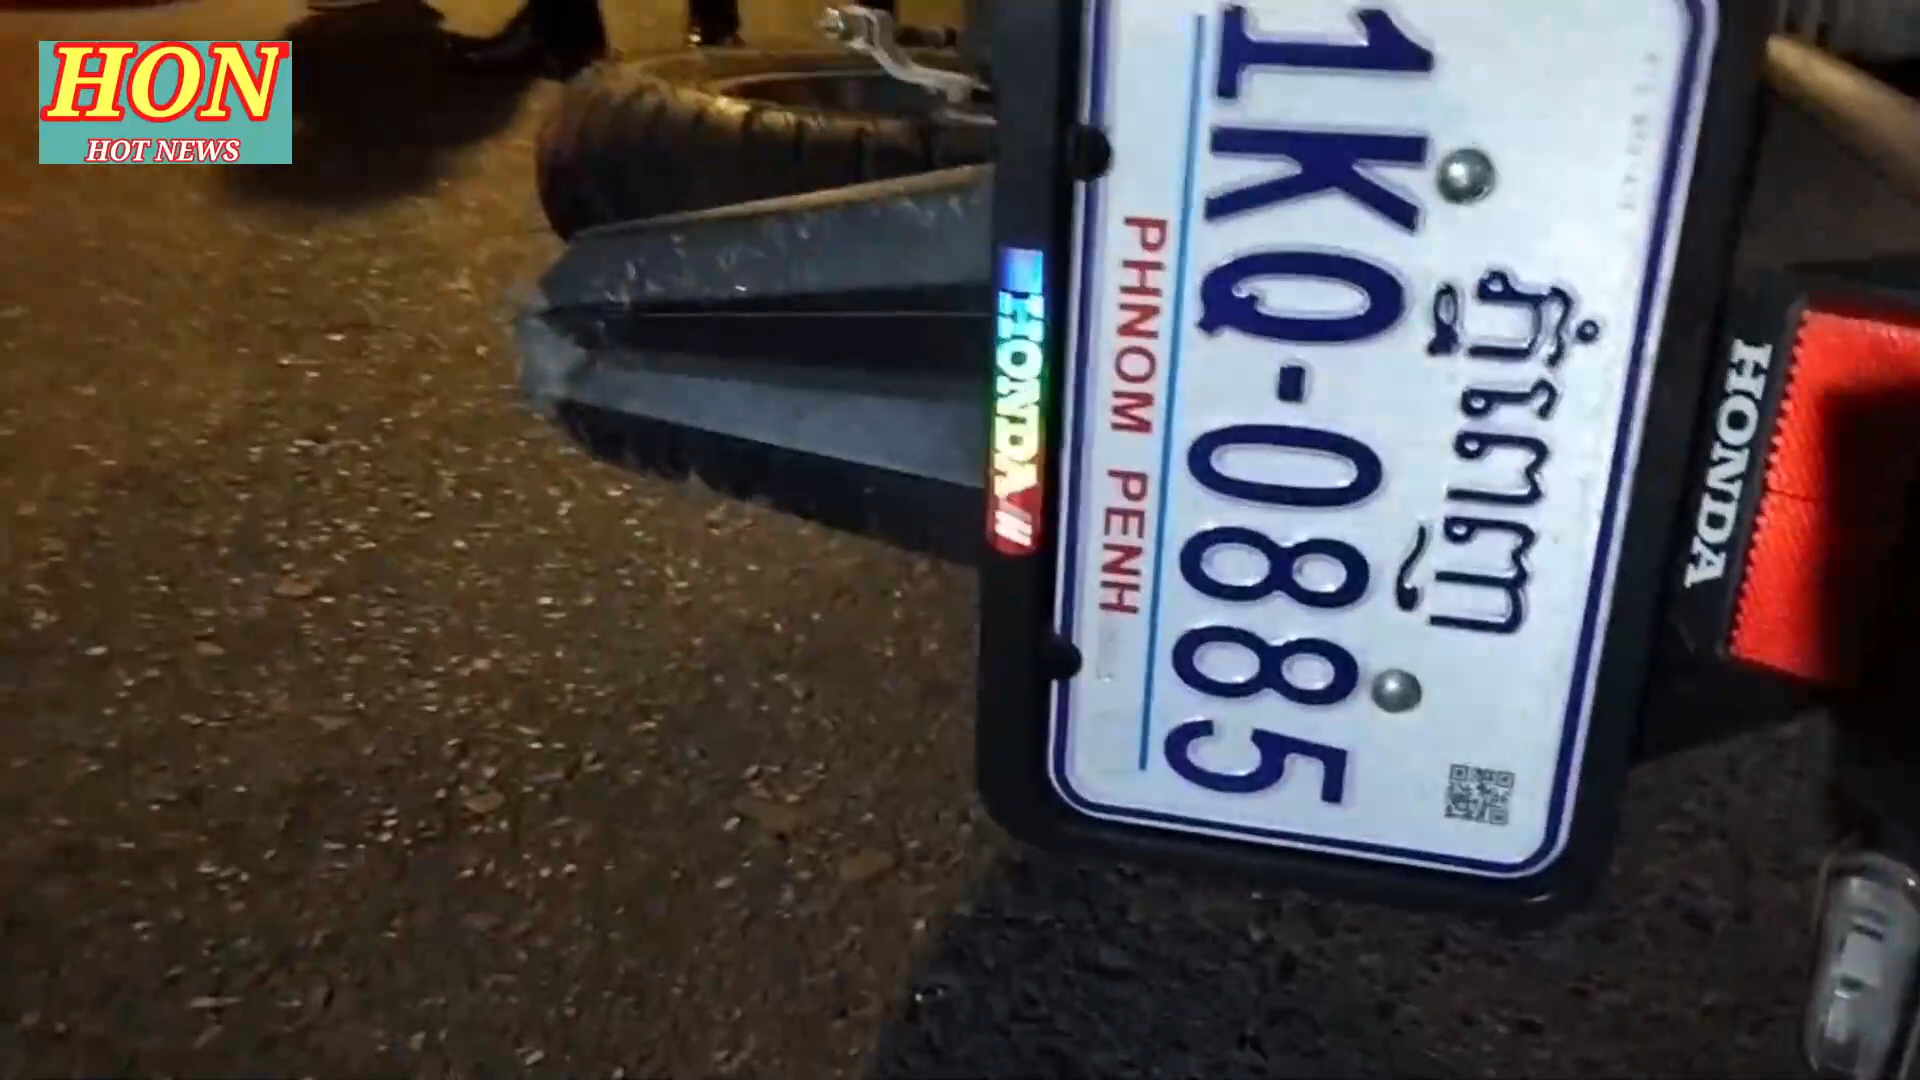 HON
HOT NEWS
ភ្នំពេញ
1KQ-0885
PHNOM PENH
HONDA
HONDA